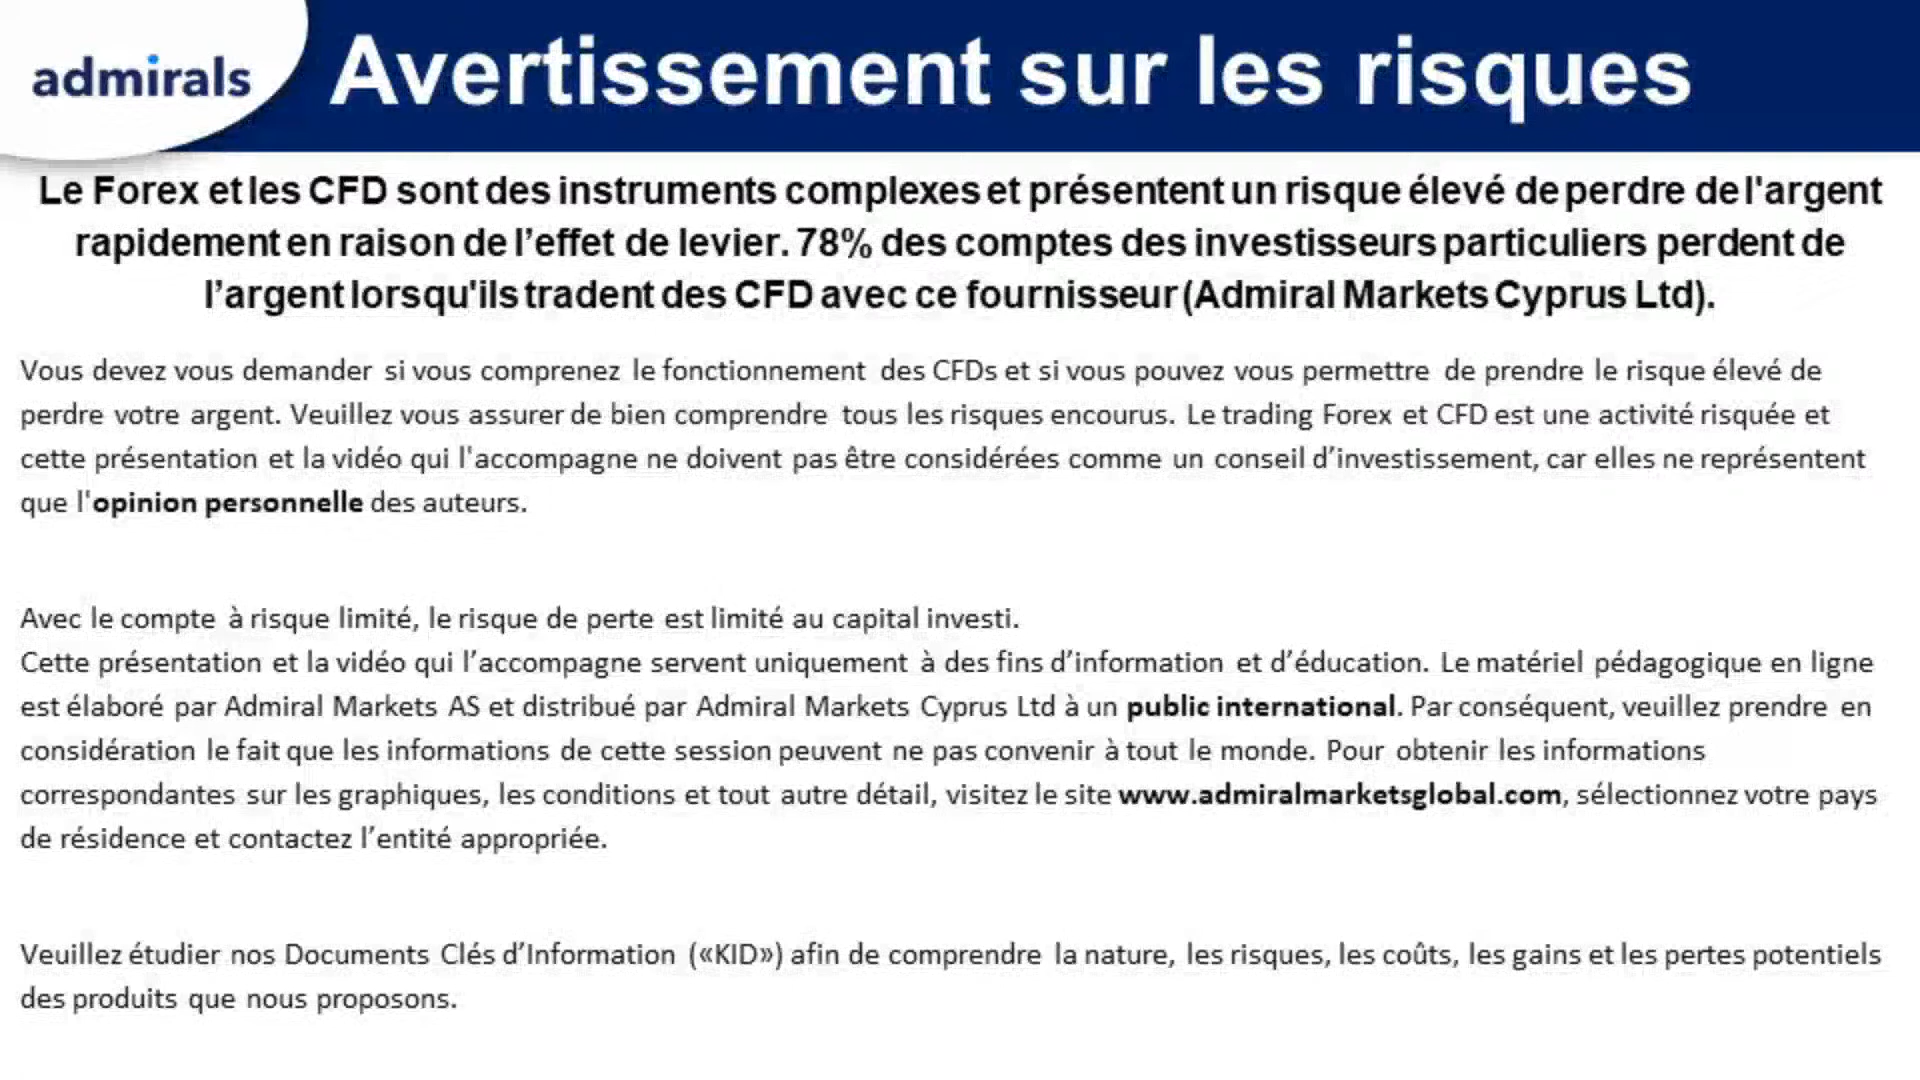 admirals
Avertissement sur les risques
Le Forex et les CFD sont des instruments complexes et présentent un risque élevé de perdre de l'argent
rapidement en raison de l’effet de levier. 78% des comptes des investisseurs particuliers perdent de
l’argent lorsqu'ils tradent des CFD avec ce fournisseur (Admiral Markets Cyprus Ltd).
Vous devez vous demander si vous comprenez le fonctionnement des CFDs et si vous pouvez vous permettre de prendre le risque élevé de
perdre votre argent. Veuillez vous assurer de bien comprendre tous les risques encourus. Le trading Forex et CFD est une activité risquée et
cette présentation et la vidéo qui l'accompagne ne doivent pas être considérées comme un conseil d’investissement, car elles ne représentent
que l'opinion personnelle des auteurs.
Avec le compte à risque limité, le risque de perte est limité au capital investi.
Cette présentation et la vidéo qui l’accompagne servent uniquement à des fins d’information et d’éducation. Le matériel pédagogique en ligne
est élaboré par Admiral Markets AS et distribué par Admiral Markets Cyprus Ltd à un public international. Par conséquent, veuillez prendre en
considération le fait que les informations de cette session peuvent ne pas convenir à tout le monde. Pour obtenir les informations
correspondantes sur les graphiques, les conditions et tout autre détail, visitez le site www.admiralmarketsglobal.com, sélectionnez votre pays
de résidence et contactez l’entité appropriée.
Veuillez étudier nos Documents Clés d’Information («KID») afin de comprendre la nature, les risques, les coûts, les gains et les pertes potentiels
des produits que nous proposons.